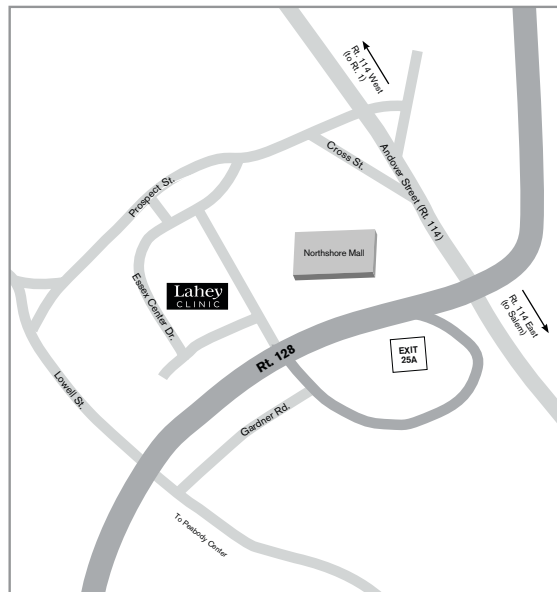 Rt. 114 West
(to Rt. 1)
Cross St.
Andover Street (Rt. 114)
Prospect St.
Northshore Mall
Essex Center Dr.
Lahey
CLINIC
Rt. 114 East
(to Salem)
EXIT
25A
Rt. 128
Lowell St.
Gardner Rd.
To Peabody Center